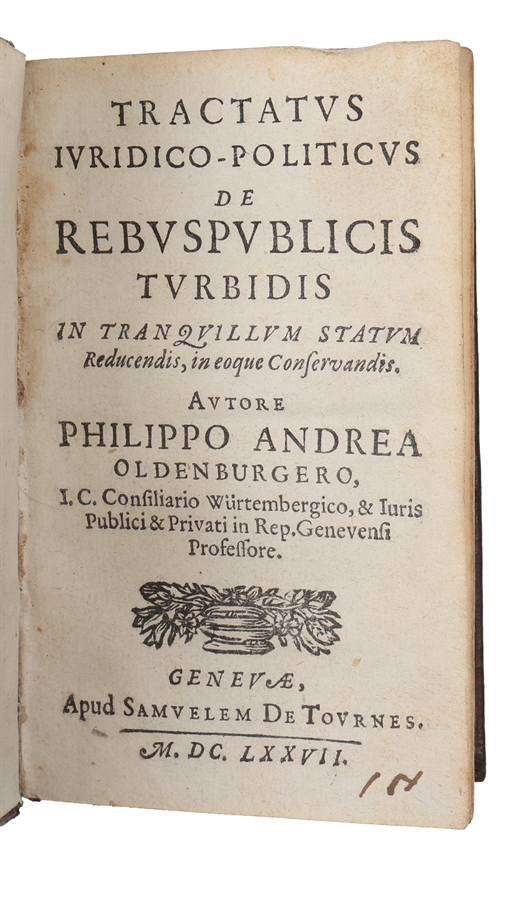 TRACTATVS
IVRIDICO-POLITICVS
DE
REBVSPVBLICIS
TVRBIDIS
IN TRANQVILLVM STATVM
Reducendis, in eoque Conſervandis.
AVTORE
PHILIPPO ANDREA
OLDENBURGERO,
I. C. Conſiliario Würtembergico, & Iuris
Publici & Privati in Rep. Genevenſi
Profeſſore.
GENEVÆ,
Apud SAMVELEM DE TOVRNES.
M. DC. LXXVII.